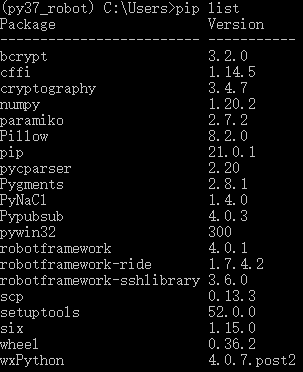 (py37_robot) C:\Users>pip list
Package Version
---------------------- -----------
bcrypt 3.2.0
cffi 1.14.5
cryptography 3.4.7
numpy 1.20.2
paramiko 2.7.2
Pillow 8.2.0
pip 21.0.1
pycparser 2.20
Pygments 2.8.1
PyNaCl 1.4.0
Pypubsub 4.0.3
pywin32 300
robotframework 4.0.1
robotframework-ride 1.7.4.2
robotframework-sshlibrary 3.6.0
scp 0.13.3
setuptools 52.0.0
six 1.15.0
wheel 0.36.2
wxPython 4.0.7.post2